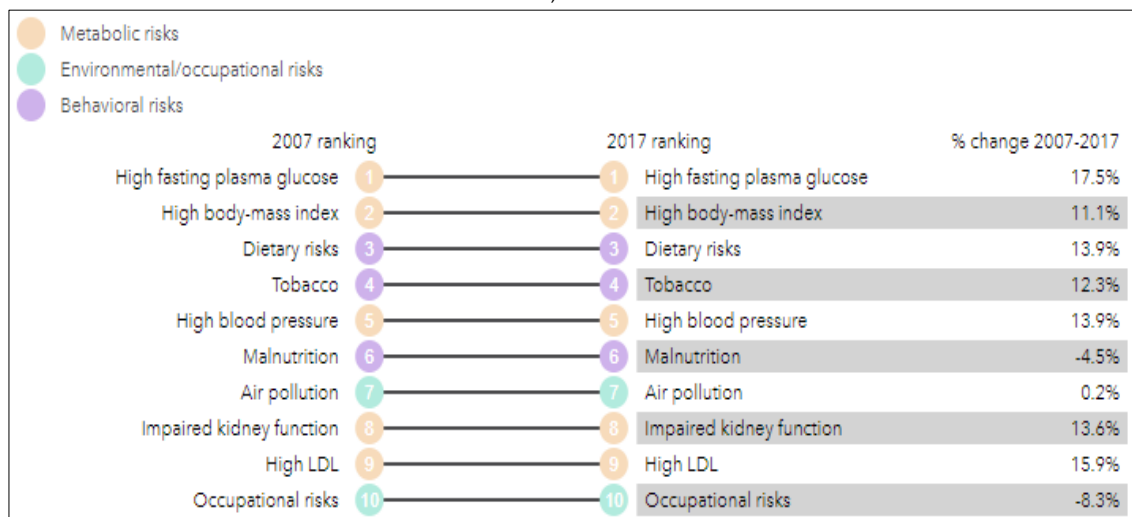 Metabolic risks
Environmental/occupational risks
Behavioral risks
2007 ranking 2017 ranking % change 2007-2017
High fasting plasma glucose 1 1 High fasting plasma glucose 17.5%
High body-mass index 2 2 High body-mass index 11.1%
Dietary risks 3 3 Dietary risks 13.9%
Tobacco 4 4 Tobacco 12.3%
High blood pressure 5 5 High blood pressure 13.9%
Malnutrition 6 6 Malnutrition -4.5%
Air pollution 7 7 Air pollution 0.2%
Impaired kidney function 8 8 Impaired kidney function 13.6%
High LDL 9 9 High LDL 15.9%
Occupational risks 10 10 Occupational risks -8.3%